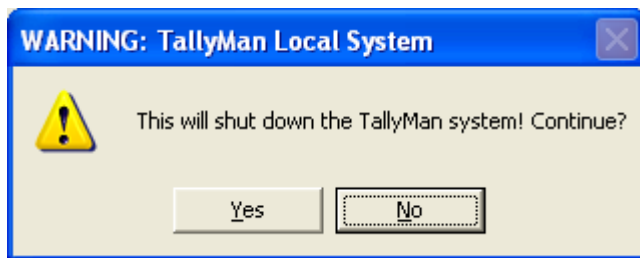 WARNING: TallyMan Local System
This will shut down the TallyMan system! Continue?
Yes No